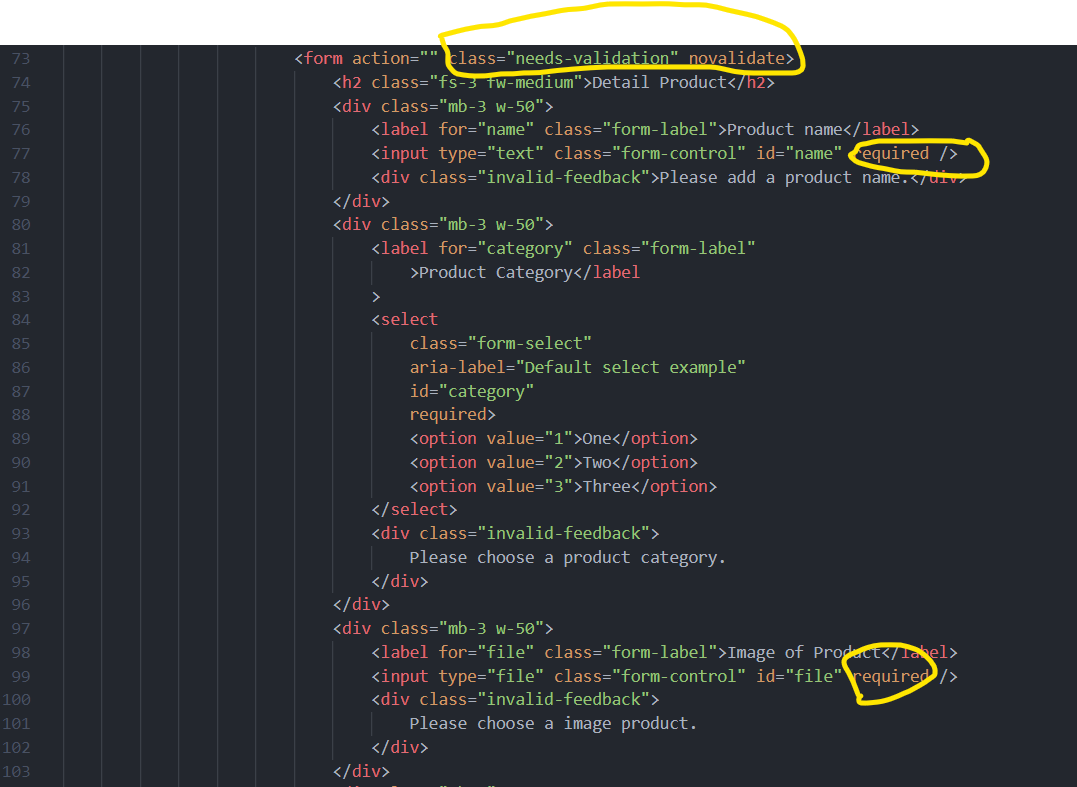 73 <form action="" class="needs-validation" novalidate>
74 <h2 class="fs-3 fw-medium">Detail Product</h2>
75 <div class="mb-3 w-50">
76 <label for="name" class="form-label">Product name</label>
77 <input type="text" class="form-control" id="name" required />
78 <div class="invalid-feedback">Please add a product name.</div>
79 </div>
80 <div class="mb-3 w-50">
81 <label for="category" class="form-label"
82 >Product Category</label
83 >
84 <select
85 class="form-select"
86 aria-label="Default select example"
87 id="category"
88 required>
89 <option value="1">One</option>
90 <option value="2">Two</option>
91 <option value="3">Three</option>
92 </select>
93 <div class="invalid-feedback">
94 Please choose a product category.
95 </div>
96 </div>
97 <div class="mb-3 w-50">
98 <label for="file" class="form-label">Image of Product</label>
99 <input type="file" class="form-control" id="file" required />
100 <div class="invalid-feedback">
101 Please choose a image product.
102 </div>
103 </div>